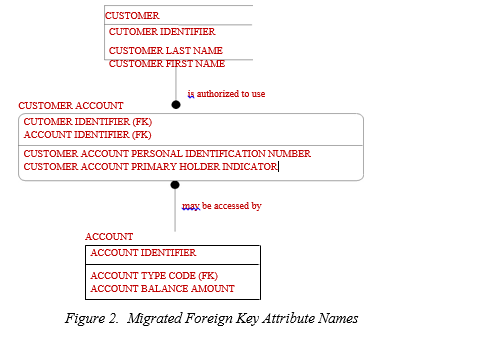 CUSTOMER
CUTOMER IDENTIFIER
CUSTOMER LAST NAME
CUSTOMER FIRST NAME
is authorized to use
CUSTOMER ACCOUNT
CUTOMER IDENTIFIER (FK)
ACCOUNT IDENTIFIER (FK)
CUSTOMER ACCOUNT PERSONAL IDENTIFICATION NUMBER
CUSTOMER ACCOUNT PRIMARY HOLDER INDICATOR
may be accessed by
ACCOUNT
ACCOUNT IDENTIFIER
ACCOUNT TYPE CODE (FK)
ACCOUNT BALANCE AMOUNT
Figure 2. Migrated Foreign Key Attribute Names